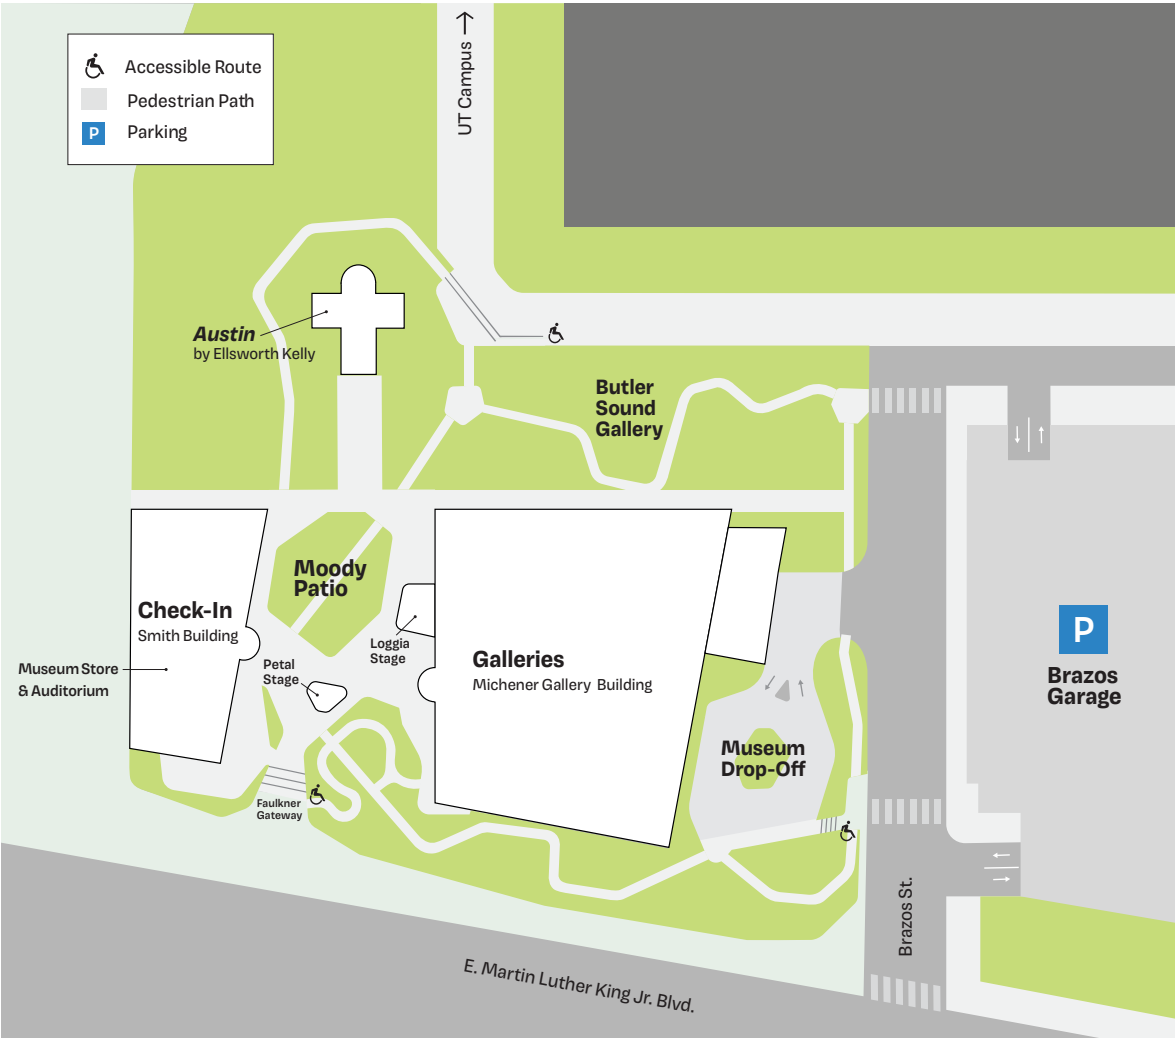 UT Campus
Accessible Route
Pedestrian Path
P
Parking
Austin
by Ellsworth Kelly
Butler
Sound
Gallery
Moody
Patio
Check-In
Smith Building
Museum Store
& Auditorium
Loggia
Stage
Petal
Stage
Galleries
Michener Gallery Building
P
Brazos
Garage
Museum
Drop-Off
Faulkner
Gateway
Brazos St.
E. Martin Luther King Jr. Blvd.